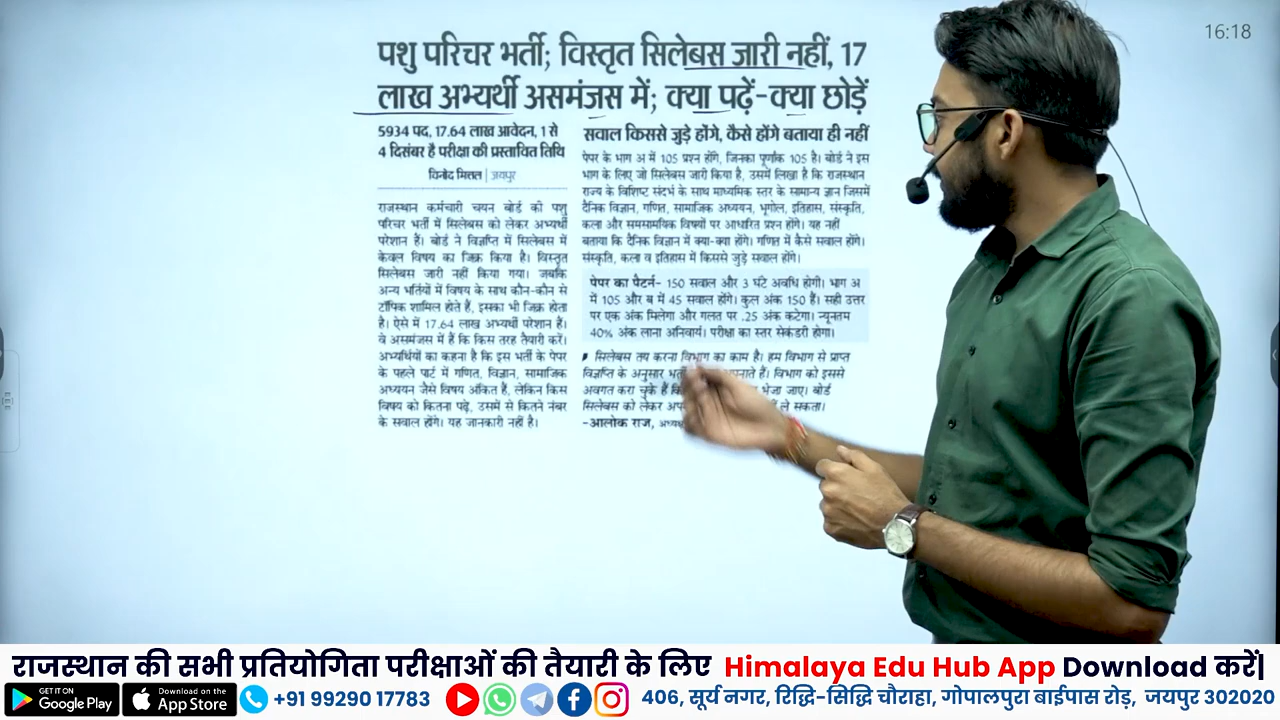 16:18
पशु परिचर भर्ती; विस्तृत सिलेबस जारी नहीं, 17
लाख अभ्यर्थी असमंजस में; क्या पढ़ें-क्या छोड़ें
5934 पद, 17.64 लाख आवेदन, 1 से
4 दिसंबर है परीक्षा की प्रस्तावित तिथि
विनोद मित्तल | जयपुर
राजस्थान कर्मचारी चयन बोर्ड की पशु
परिचर भर्ती में सिलेबस को लेकर अभ्यर्थी
परेशान हैं। बोर्ड ने विज्ञप्ति में सिलेबस में
केवल विषय का जिक्र किया है। विस्तृत
सिलेबस जारी नहीं किया गया। जबकि
अन्य भर्तियों में विषय के साथ कौन-कौन से
टॉपिक शामिल होते हैं, इसका भी जिक्र होता
है। ऐसे में 17.64 लाख अभ्यर्थी परेशान हैं।
वे असमंजस में हैं कि किस तरह तैयारी करें।
अभ्यर्थियों का कहना है कि इस भर्ती के पेपर
के पहले पार्ट में गणित, विज्ञान, सामाजिक
अध्ययन जैसे विषय अंकित हैं, लेकिन किस
विषय को कितना पढ़े, उसमें से कितने नंबर
के सवाल होंगे। यह जानकारी नहीं है।
सवाल किससे जुड़े होंगे, कैसे होंगे बताया ही नहीं
पेपर के भाग अ में 105 प्रश्न होंगे, जिनका पूर्णांक 105 है। बोर्ड ने इस
भाग के लिए जो सिलेबस जारी किया है, उसमें लिखा है कि राजस्थान
राज्य के विशिष्ट संदर्भ के साथ माध्यमिक स्तर के सामान्य ज्ञान जिसमें
दैनिक विज्ञान, गणित, सामाजिक अध्ययन, भूगोल, इतिहास, संस्कृति,
कला और समसामयिक विषयों पर आधारित प्रश्न होंगे। यह नहीं
बताया कि दैनिक विज्ञान में क्या-क्या होंगे। गणित में कैसे सवाल होंगे।
संस्कृति, कला व इतिहास में किससे जुड़े सवाल होंगे।
पेपर का पैटर्न- 150 सवाल और 3 घंटे अवधि होगी। भाग अ
में 105 और ब में 45 सवाल होंगे। कुल अंक 150 हैं। सही उत्तर
पर एक अंक मिलेगा और गलत पर .25 अंक कटेगा। न्यूनतम
40% अंक लाना अनिवार्य। परीक्षा का स्तर सेकंडरी होगा।
सिलेबस तय करना विभाग का काम है। हम विभाग से प्राप्त
विज्ञप्ति के अनुसार भर्ती हैं। विभाग को इससे
अवगत करा चुके हैं भेजा जाए। बोर्ड
सिलेबस को लेकर ले सकता।
-आलोक राज,
राजस्थान की सभी प्रतियोगिता परीक्षाओं की तैयारी के लिए Himalaya Edu Hub App Download करें|
GET IT ON Google Play Download on the App Store +91 99290 17783 406, सूर्य नगर, रिद्धि-सिद्धि चौराहा, गोपालपुरा बाईपास रोड़, जयपुर 302020